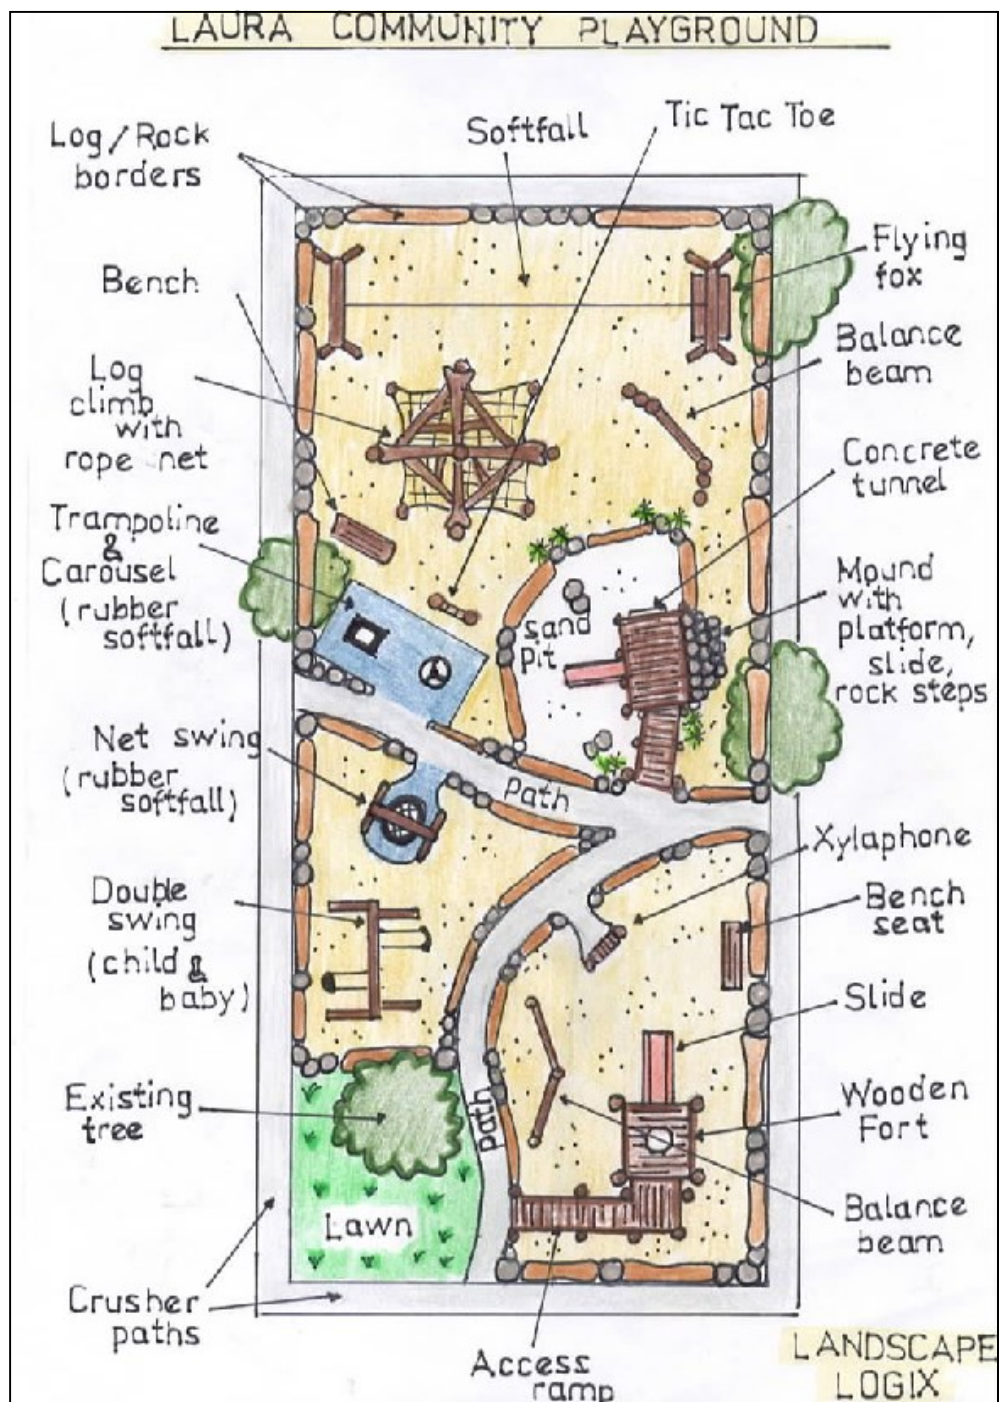 LAURA COMMUNITY PLAYGROUND
Log/Rock
borders
Softfall
Tic Tac Toe
Bench
Flying
fox
Log
climb
with
rope net
Balance
beam
Trampoline
&
Carousel
(rubber
softfall)
Concrete
tunnel
sand
pit
Mound
with
platform,
slide,
rock steps
Net swing
(rubber
softfall)
Path
Xylaphone
Double
swing
(child &
baby)
Bench
seat
Slide
Existing
tree
path
Wooden
Fort
Lawn
Balance
beam
Crusher
paths
Access
ramp
LANDSCAPE
LOGIX